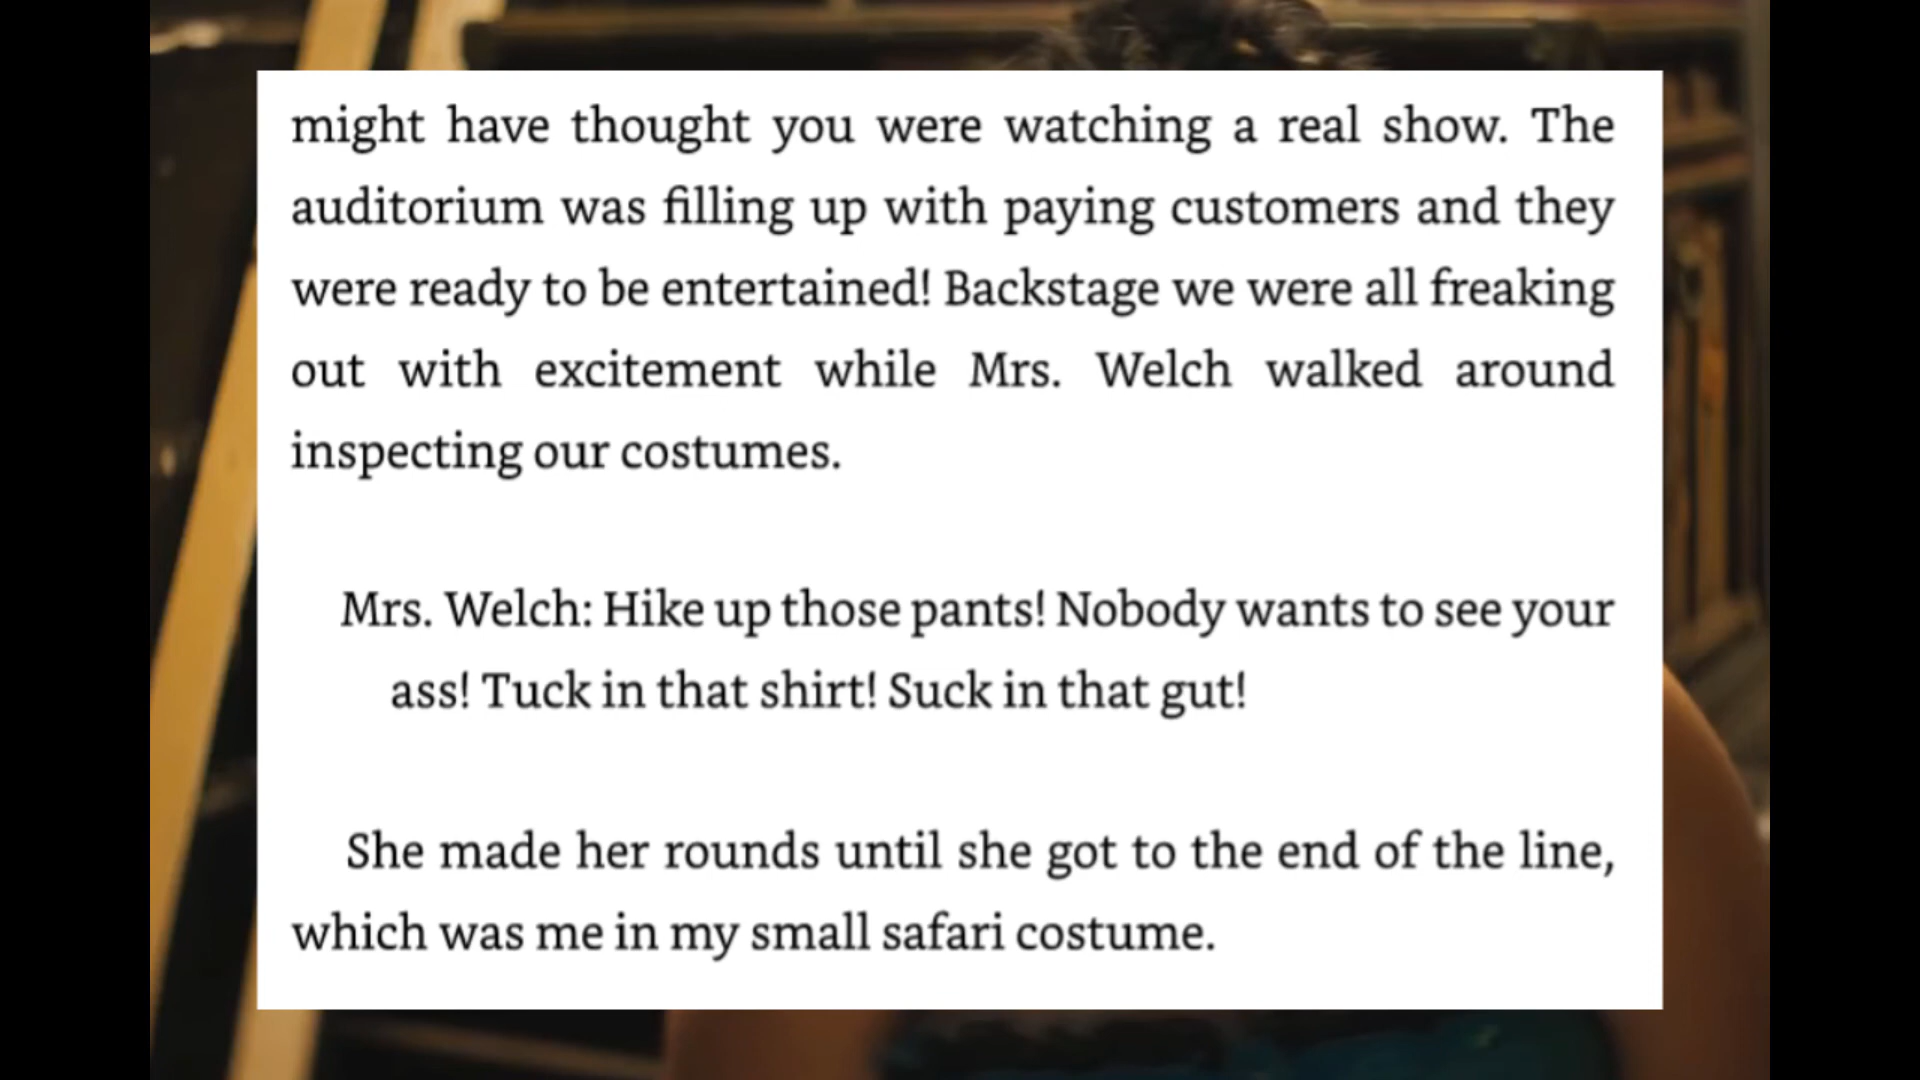 might have thought you were watching a real show. The
auditorium was filling up with paying customers and they
were ready to be entertained! Backstage we were all freaking
out with excitement while Mrs. Welch walked around
inspecting our costumes.
Mrs. Welch: Hike up those pants! Nobody wants to see your
ass! Tuck in that shirt! Suck in that gut!
She made her rounds until she got to the end of the line,
which was me in my small safari costume.